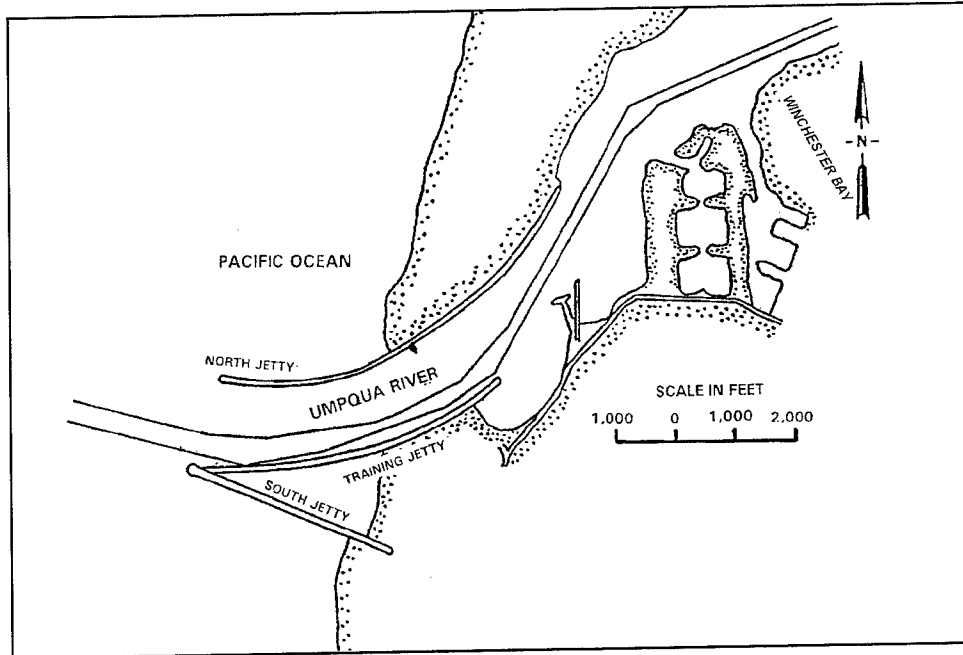 WINCHESTER BAY
-N-
PACIFIC OCEAN
NORTH JETTY
UMPQUA RIVER
SCALE IN FEET
1,000 0 1,000 2,000
TRAINING JETTY
SOUTH JETTY